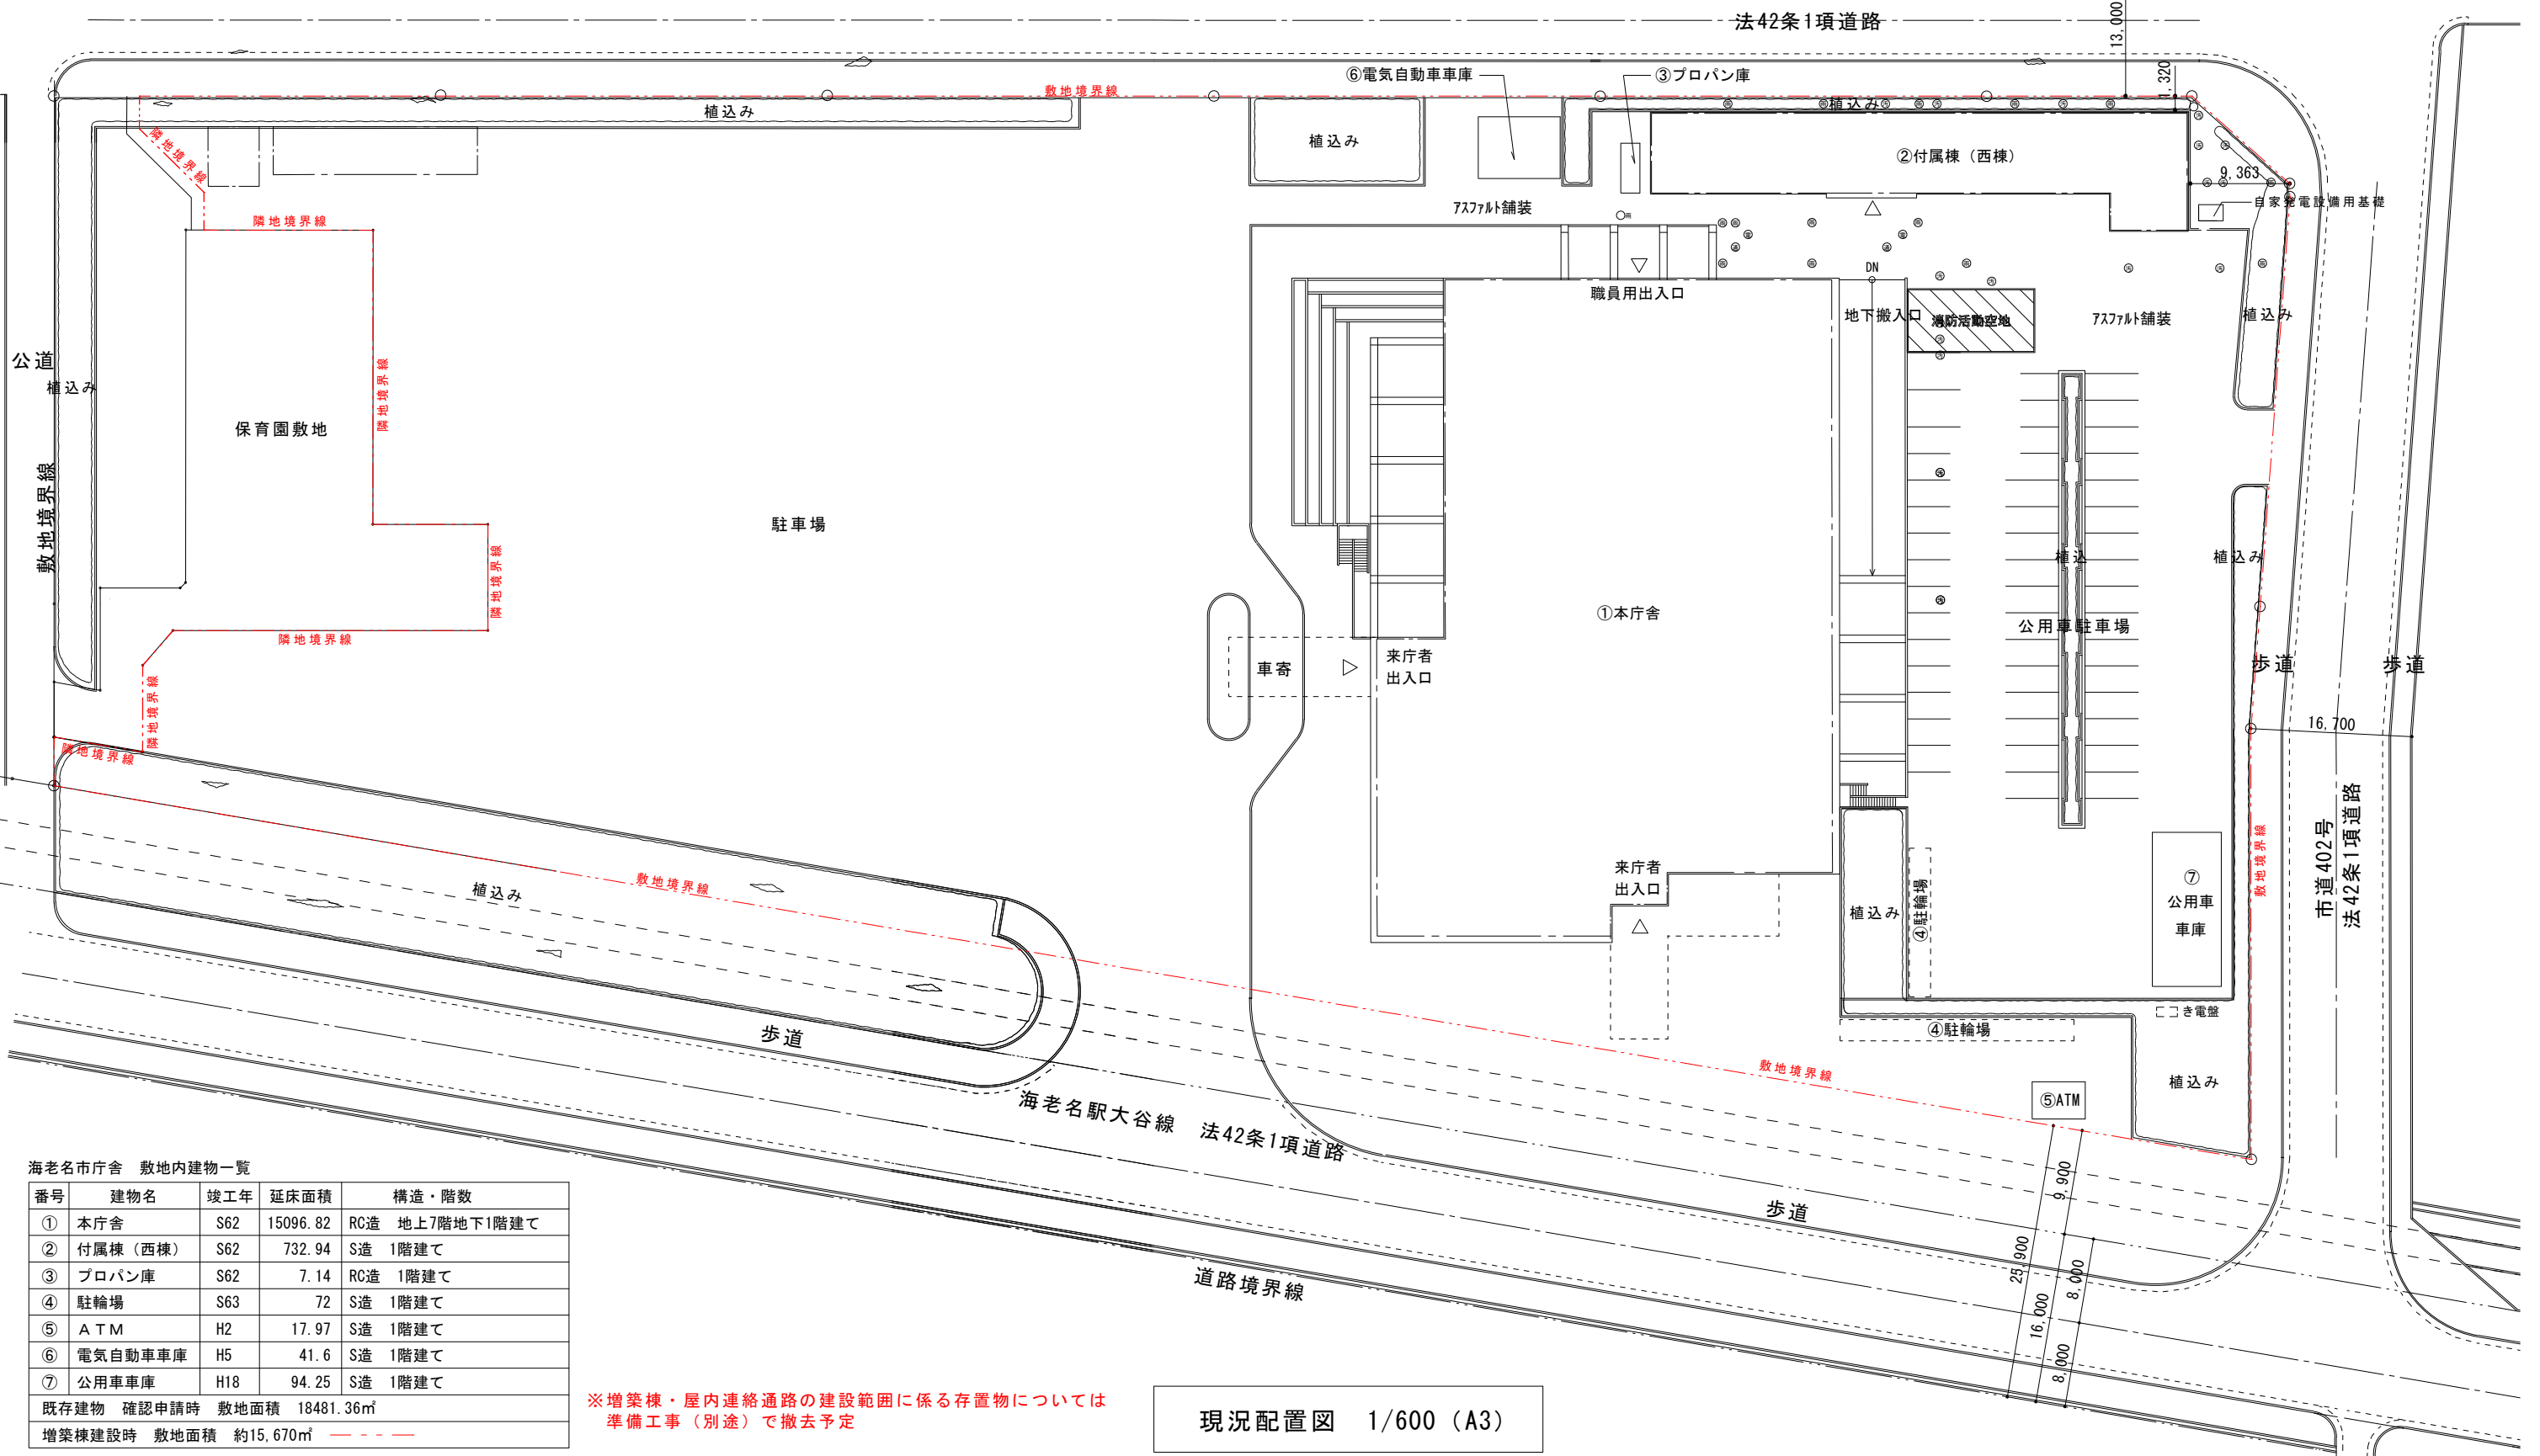 法42条1項道路
13,000
1,320
⑥電気自動車車庫
③プロパン庫
敷地境界線
植込み
植込み
植込み
隣地境界線
②付属棟（西棟）
9,363
自家発電設備用基礎
隣地境界線
アスファルト舗装
DN
職員用出入口
地下搬入口
消防活動空地
アスファルト舗装
植込み
公道
植込み
隣地境界線
保育園敷地
敷地境界線
駐車場
隣地境界線
植込
植込み
①本庁舎
公用車駐車場
隣地境界線
車寄
来庁者
出入口
歩道
歩道
隣地境界線
16,700
隣地境界線
市道402号
法42条1項道路
敷地境界線
植込み
敷地境界線
来庁者
出入口
植込み
④駐輪場
⑦
公用車
車庫
き電盤
④駐輪場
歩道
敷地境界線
植込み
⑤ATM
海老名駅大谷線　法42条1項道路
歩道
道路境界線
9,900
25,900
16,000
8,000
8,000
海老名市庁舎　敷地内建物一覧
番号 建物名 竣工年 延床面積 構造・階数
① 本庁舎 S62 15096.82 RC造　地上7階地下1階建て
② 付属棟（西棟） S62 732.94 S造　1階建て
③ プロパン庫 S62 7.14 RC造　1階建て
④ 駐輪場 S63 72 S造　1階建て
⑤ ＡＴＭ H2 17.97 S造　1階建て
⑥ 電気自動車車庫 H5 41.6 S造　1階建て
⑦ 公用車車庫 H18 94.25 S造　1階建て
既存建物　確認申請時　敷地面積　18481.36㎡
増築棟建設時　敷地面積　約15,670㎡
※増築棟・屋内連絡通路の建設範囲に係る存置物については
準備工事（別途）で撤去予定
現況配置図　1/600（A3）